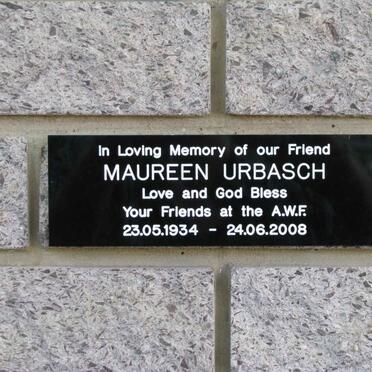 In Loving Memory of our Friend
MAUREEN URBASCH
Love and God Bless
Your Friends at the A.W.F.
23.05.1934 - 24.06.2008